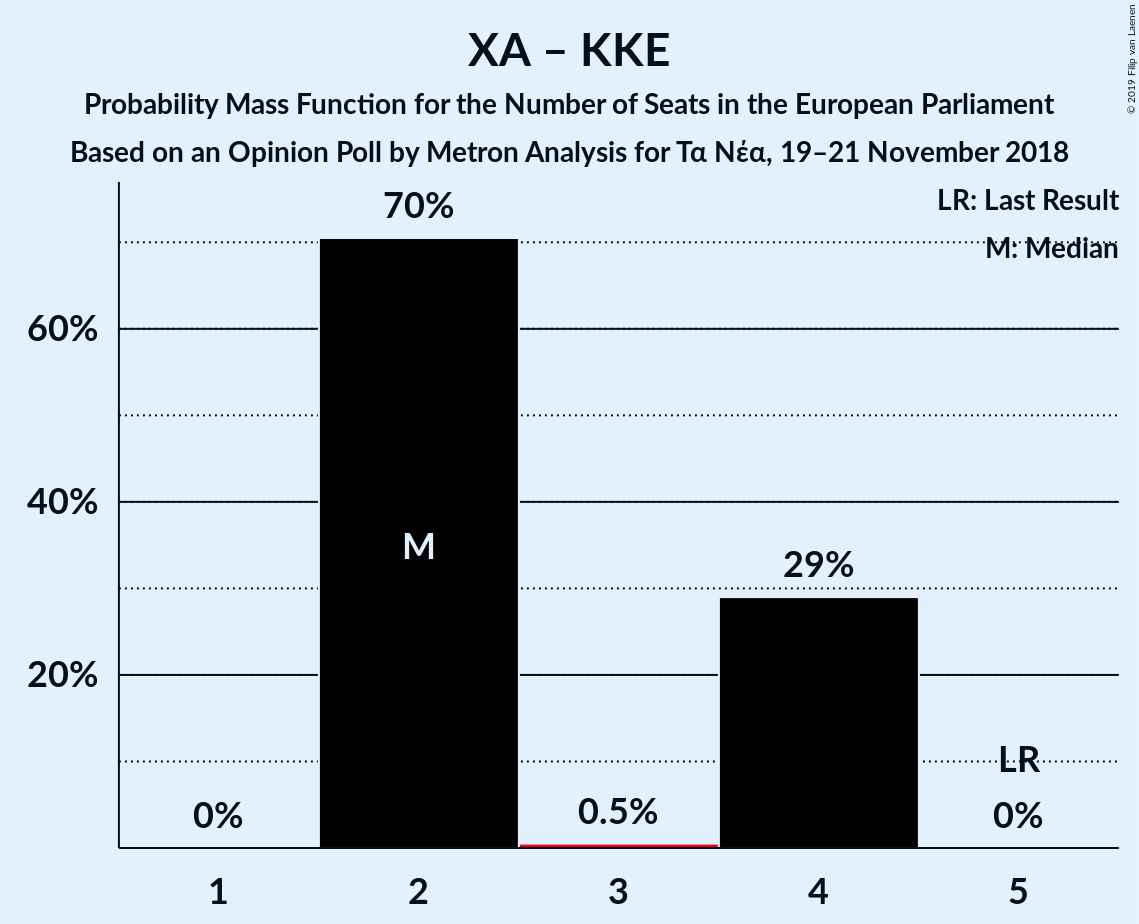 XA – KKE
Probability Mass Function for the Number of Seats in the European Parliament
Based on an Opinion Poll by Metron Analysis for Τα Νέα, 19–21 November 2018
© 2019 Filip van Laenen
LR: Last Result
M: Median
70%
60%
40%
20%
M
29%
LR
0%
0.5%
0%
1 2 3 4 5